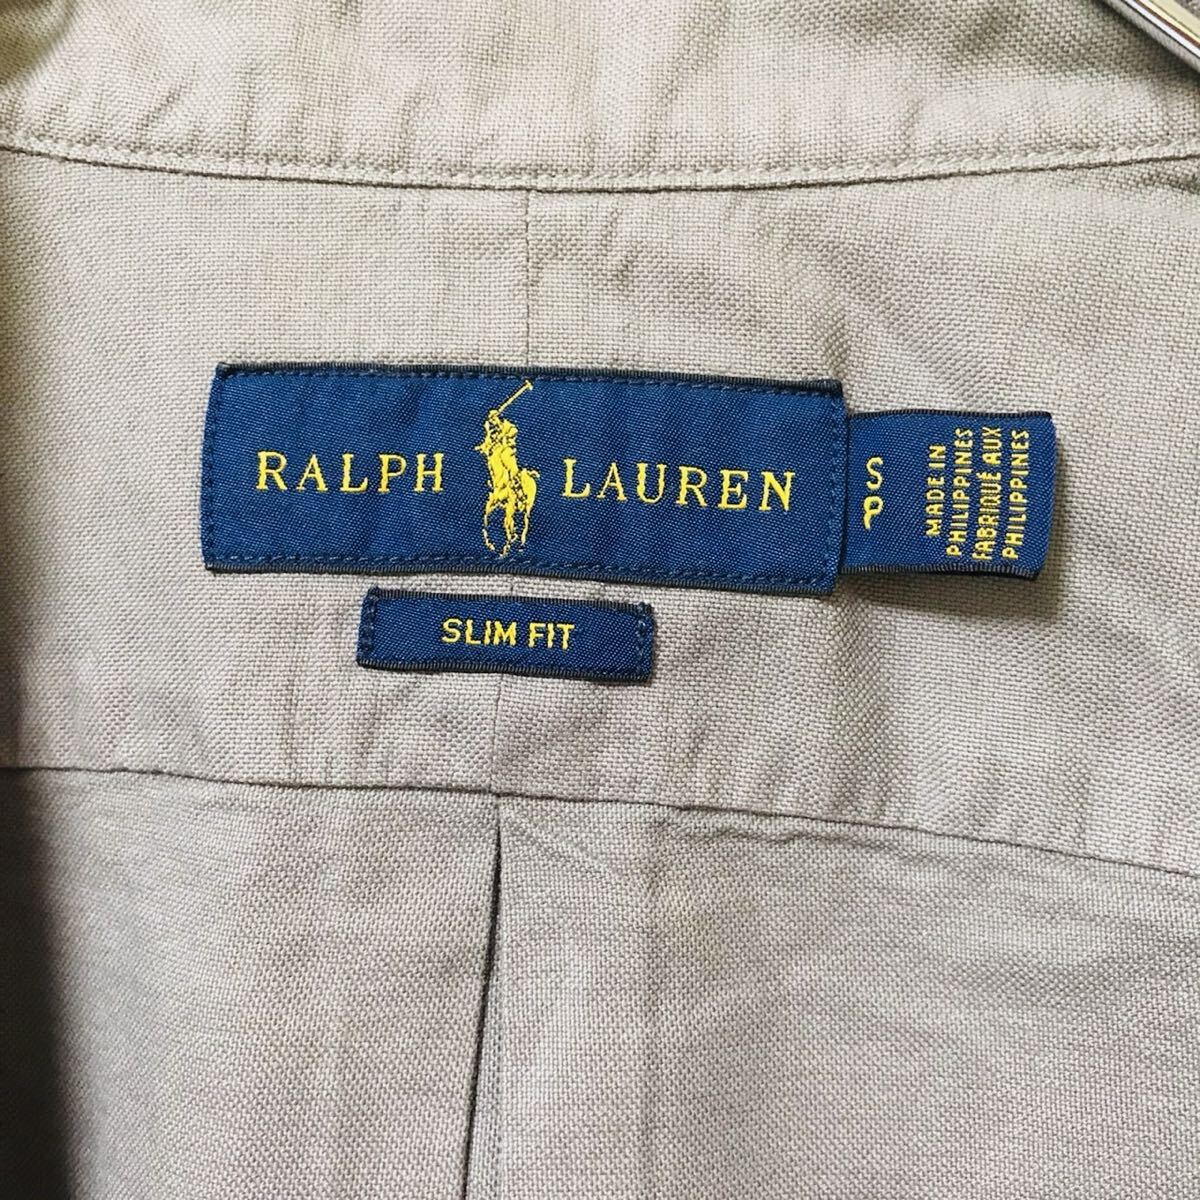 RALPH LAUREN
S
P
MADE IN
PHILIPPINES
FABRIQUÉ AUX
PHILIPPINES
SLIM FIT